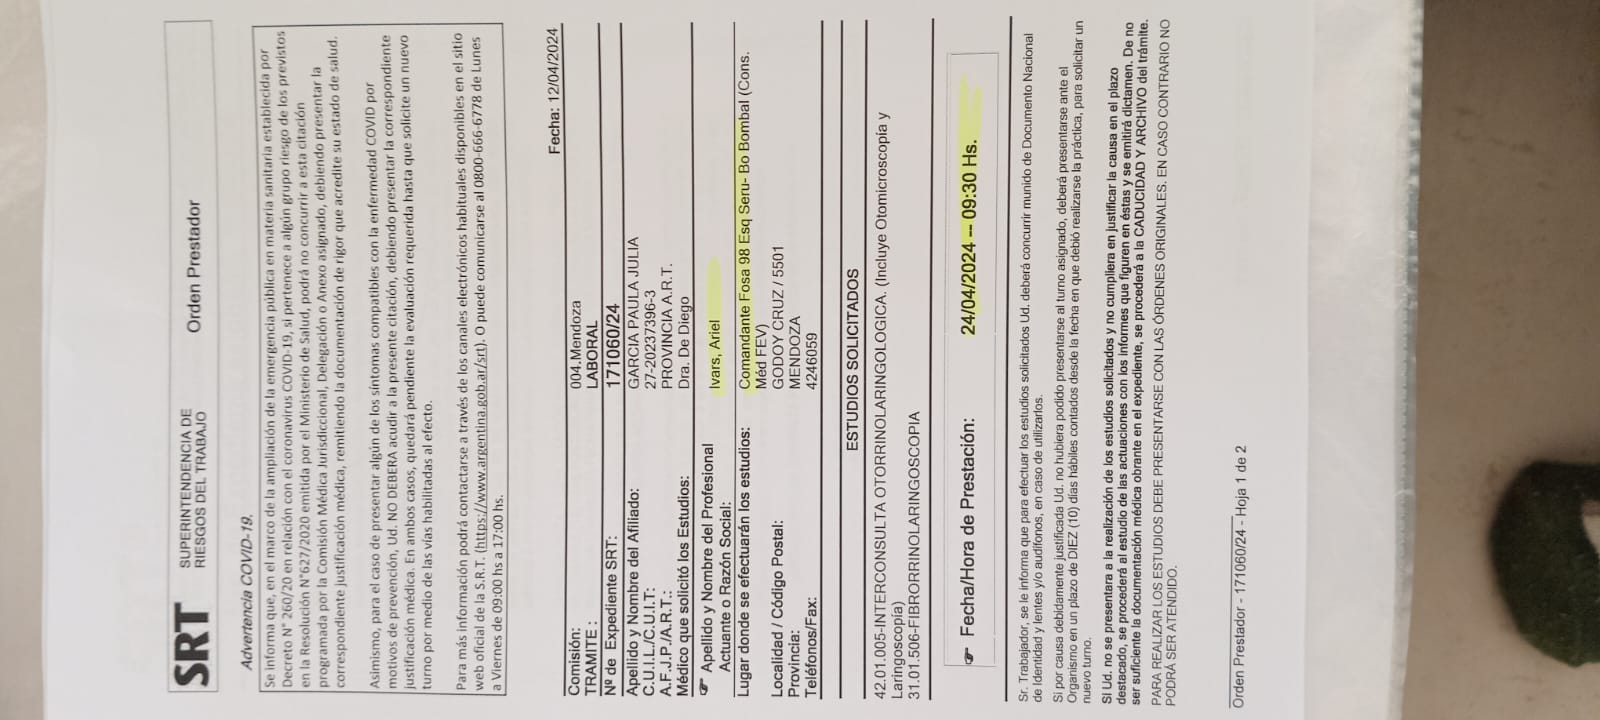 SRT
SUPERINTENDENCIA DE
RIESGOS DEL TRABAJO
Orden Prestador
Advertencia COVID-19.
Se informa que, en el marco de la ampliación de la emergencia pública en materia sanitaria establecida por
Decreto N° 260/20 en relación con el coronavirus COVID-19, si pertenece a algún grupo riesgo de los previstos
en la Resolución N°627/2020 emitida por el Ministerio de Salud, podrá no concurrir a esta citación
programada por la Comisión Médica Jurisdiccional, Delegación o Anexo asignado, debiendo presentar la
correspondiente justificación médica, remitiendo la documentación de rigor que acredite su estado de salud.
Asimismo, para el caso de presentar algún de los síntomas compatibles con la enfermedad COVID por
motivos de prevención, Ud. NO DEBERA acudir a la presente citación, debiendo presentar la correspondiente
justificación médica. En ambos casos, quedará pendiente la evaluación requerida hasta que solicite un nuevo
turno por medio de las vías habilitadas al efecto.
Para más información podrá contactarse a través de los canales electrónicos habituales disponibles en el sitio
web oficial de la S.R.T. (https://www.argentina.gob.ar/srt). O puede comunicarse al 0800-666-6778 de Lunes
a Viernes de 09:00 hs a 17:00 hs.
Fecha: 12/04/2024
Comisión: 004.Mendoza
TRAMITE : LABORAL
Nº de Expediente SRT: 171060/24
Apellido y Nombre del Afiliado: GARCIA PAULA JULIA
C.U.I.L./C.U.I.T: 27-20237396-3
A.F.J.P./A.R.T.: PROVINCIA A.R.T.
Médico que solicitó los Estudios: Dra. De Diego
☞ Apellido y Nombre del Profesional Ivars, Ariel
Actuante o Razón Social:
Lugar donde se efectuarán los estudios: Comandante Fosa 98 Esq Seru- Bo Bombal (Cons.
Méd FEV)
Localidad / Código Postal: GODOY CRUZ / 5501
Provincia: MENDOZA
Teléfonos/Fax: 4246059
ESTUDIOS SOLICITADOS
42.01.005-INTERCONSULTA OTORRINOLARINGOLOGICA. (Incluye Otomicroscopía y
Laringoscopía)
31.01.506-FIBRORRINOLARINGOSCOPIA
☞ Fecha/Hora de Prestación: 24/04/2024 -- 09:30 Hs.
Sr. Trabajador, se le informa que para efectuar los estudios solicitados Ud. deberá concurrir munido de Documento Nacional
de Identidad y lentes y/o audífonos, en caso de utilizarlos.
Si por causa debidamente justificada Ud. no hubiera podido presentarse al turno asignado, deberá presentarse ante el
Organismo en un plazo de DIEZ (10) días hábiles contados desde la fecha en que debió realizarse la práctica, para solicitar un
nuevo turno.
Si Ud. no se presentara a la realización de los estudios solicitados y no cumpliera en justificar la causa en el plazo
destacado, se procederá al estudio de las actuaciones con los informes que figuren en éstas y se emitirá dictamen. De no
ser suficiente la documentación médica obrante en el expediente, se procederá a la CADUCIDAD Y ARCHIVO del trámite.
PARA REALIZAR LOS ESTUDIOS DEBE PRESENTARSE CON LAS ÓRDENES ORIGINALES. EN CASO CONTRARIO NO
PODRÁ SER ATENDIDO.
Orden Prestador - 171060/24 - Hoja 1 de 2